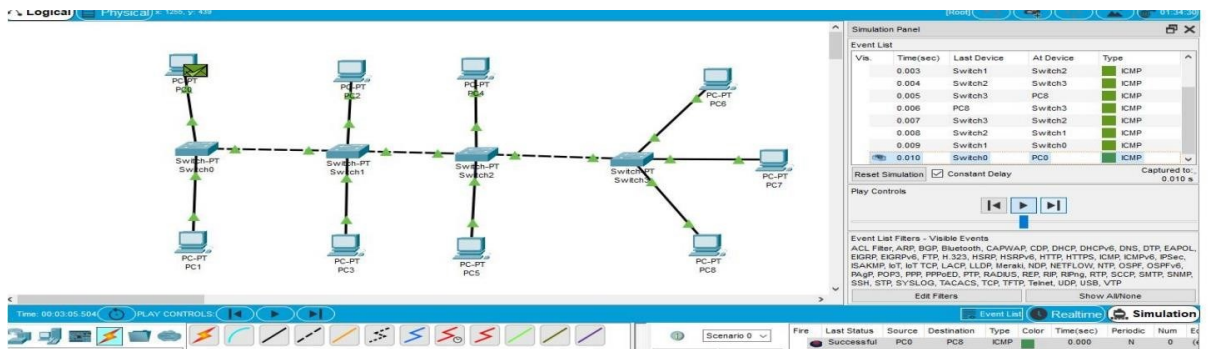 Logical Physical x: 1255, y: 439 [Root] 01:34:30
Simulation Panel
Event List
Vis. Time(sec) Last Device At Device Type
0.003 Switch1 Switch2 ICMP
0.004 Switch2 Switch3 ICMP
0.005 Switch3 PC8 ICMP
0.006 PC8 Switch3 ICMP
0.007 Switch3 Switch2 ICMP
0.008 Switch2 Switch1 ICMP
0.009 Switch1 Switch0 ICMP
0.010 Switch0 PC0 ICMP
Reset Simulation Constant Delay Captured to:
0.010 s
Play Controls
Event List Filters - Visible Events
ACL Filter, ARP, BGP, Bluetooth, CAPWAP, CDP, DHCP, DHCPv6, DNS, DTP, EAPOL,
EIGRP, EIGRPv6, FTP, H.323, HSRP, HSRPv6, HTTP, HTTPS, ICMP, ICMPv6, IPSec,
ISAKMP, IoT, IoT TCP, LACP, LLDP, Meraki, NDP, NETFLOW, NTP, OSPF, OSPFv6,
PAgP, POP3, PPP, PPPoED, PTP, RADIUS, REP, RIP, RIPng, RTP, SCCP, SMTP, SNMP,
SSH, STP, SYSLOG, TACACS, TCP, TFTP, Telnet, UDP, USB, VTP
Edit Filters Show All/None
PC-PT
PC0
PC-PT
PC2
PC-PT
PC4
PC-PT
PC6
Switch-PT
Switch0
Switch-PT
Switch1
Switch-PT
Switch2
Switch-PT
Switch3
PC-PT
PC7
PC-PT
PC1
PC-PT
PC3
PC-PT
PC5
PC-PT
PC8
Time: 00:03:05.504 PLAY CONTROLS: Event List Realtime Simulation
Scenario 0
Fire Last Status Source Destination Type Color Time(sec) Periodic Num
Successful PC0 PC8 ICMP 0.000 N 0